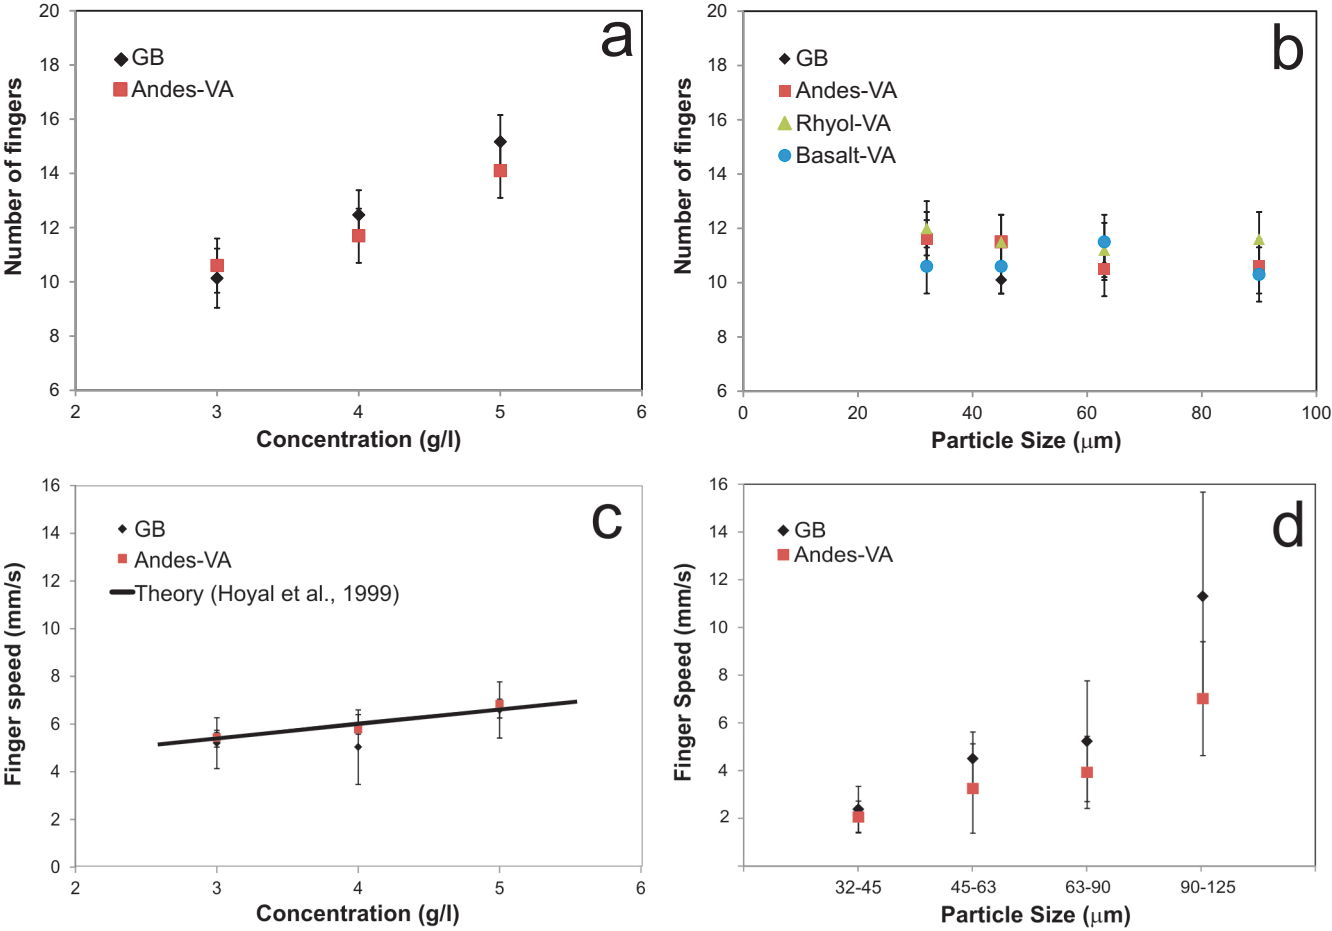 a
GB
Andes-VA
20
18
16
14
12
10
8
6
2
3
4
5
6
Number of fingers
Concentration (g/l)
b
GB
Andes-VA
Rhyol-VA
Basalt-VA
20
18
16
14
12
10
8
6
0
20
40
60
80
100
Number of fingers
Particle Size (μm)
c
GB
Andes-VA
Theory (Hoyal et al., 1999)
16
14
12
10
8
6
4
2
0
2
3
4
5
6
Finger speed (mm/s)
Concentration (g/l)
d
GB
Andes-VA
16
14
12
10
8
6
4
2
32-45
45-63
63-90
90-125
Finger Speed (mm/s)
Particle Size (μm)